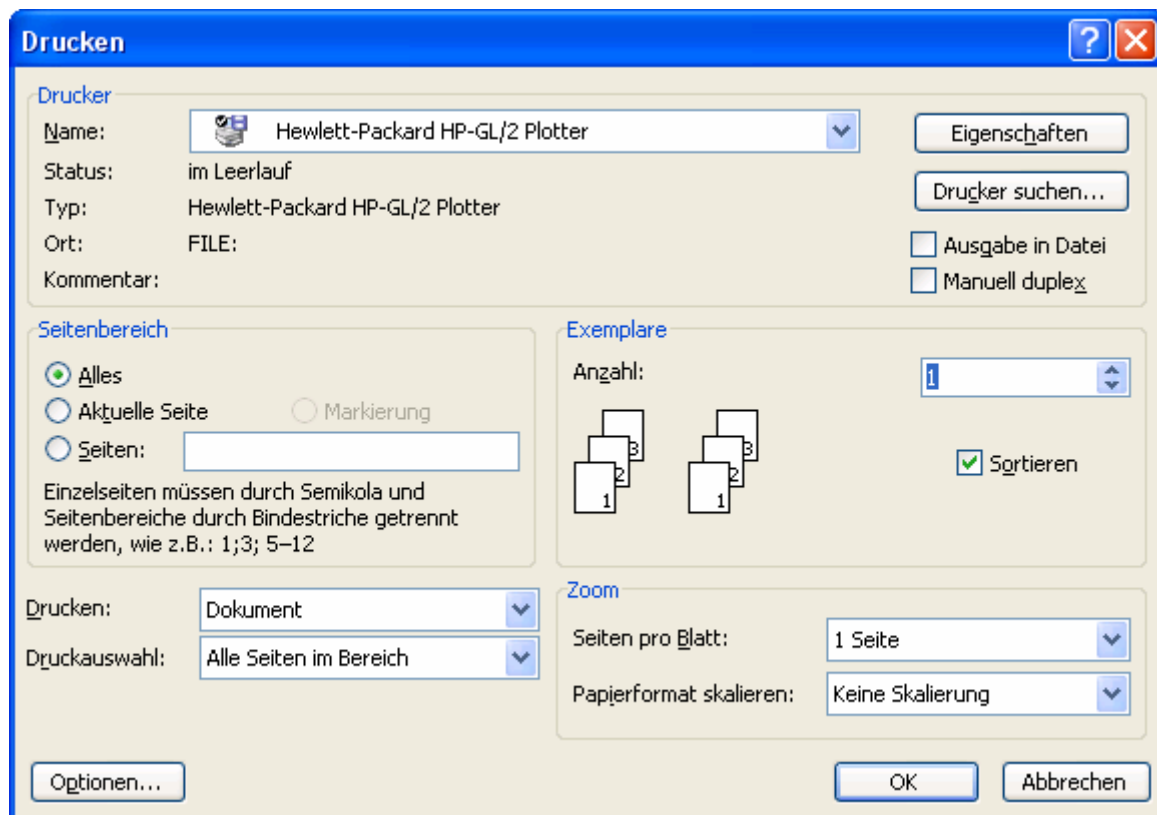 Drucken
Drucker
Name: Hewlett-Packard HP-GL/2 Plotter Eigenschaften
Status: im Leerlauf
Drucker suchen...
Typ: Hewlett-Packard HP-GL/2 Plotter
Ort: FILE: Ausgabe in Datei
Kommentar: Manuell duplex
Seitenbereich
Alles
Aktuelle Seite Markierung
Seiten:
Einzelseiten müssen durch Semikola und
Seitenbereiche durch Bindestriche getrennt
werden, wie z.B.: 1;3; 5–12
Exemplare
Anzahl: 1
1 2 3 1 2 3
Sortieren
Drucken: Dokument
Druckauswahl: Alle Seiten im Bereich
Zoom
Seiten pro Blatt: 1 Seite
Papierformat skalieren: Keine Skalierung
Optionen... OK Abbrechen